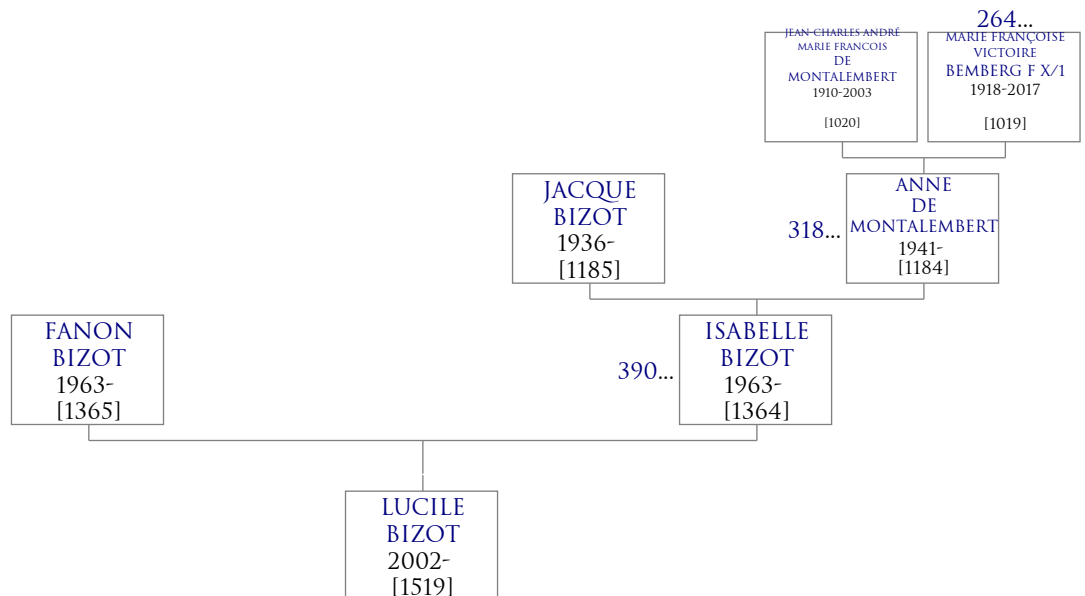 264...
JEAN-CHARLES ANDRÉ
MARIE FRANCOIS
DE
MONTALEMBERT
1910-2003
[1020]
MARIE FRANÇOISE
VICTOIRE
BEMBERG F X/1
1918-2017
[1019]
JACQUE
BIZOT
1936-
[1185]
318...
ANNE
DE
MONTALEMBERT
1941-
[1184]
FANON
BIZOT
1963-
[1365]
390...
ISABELLE
BIZOT
1963-
[1364]
LUCILE
BIZOT
2002-
[1519]